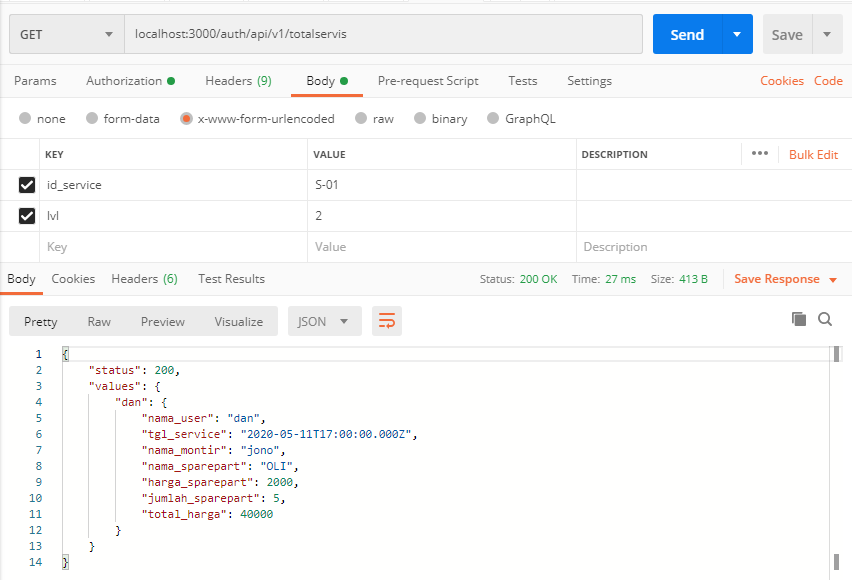 GET localhost:3000/auth/api/v1/totalservis Send Save
Params Authorization Headers (9) Body Pre-request Script Tests Settings Cookies Code
none form-data x-www-form-urlencoded raw binary GraphQL
KEY VALUE DESCRIPTION ••• Bulk Edit
id_service S-01
lvl 2
Key Value Description
Body Cookies Headers (6) Test Results Status: 200 OK Time: 27 ms Size: 413 B Save Response
Pretty Raw Preview Visualize JSON
1 {
2 "status": 200,
3 "values": {
4 "dan": {
5 "nama_user": "dan",
6 "tgl_service": "2020-05-11T17:00:00.000Z",
7 "nama_montir": "jono",
8 "nama_sparepart": "OLI",
9 "harga_sparepart": 2000,
10 "jumlah_sparepart": 5,
11 "total_harga": 40000
12 }
13 }
14 }